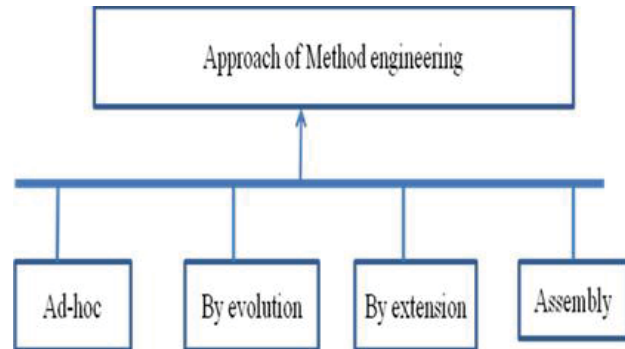 Approach of Method engineering
Ad-hoc
By evolution
By extension
Assembly